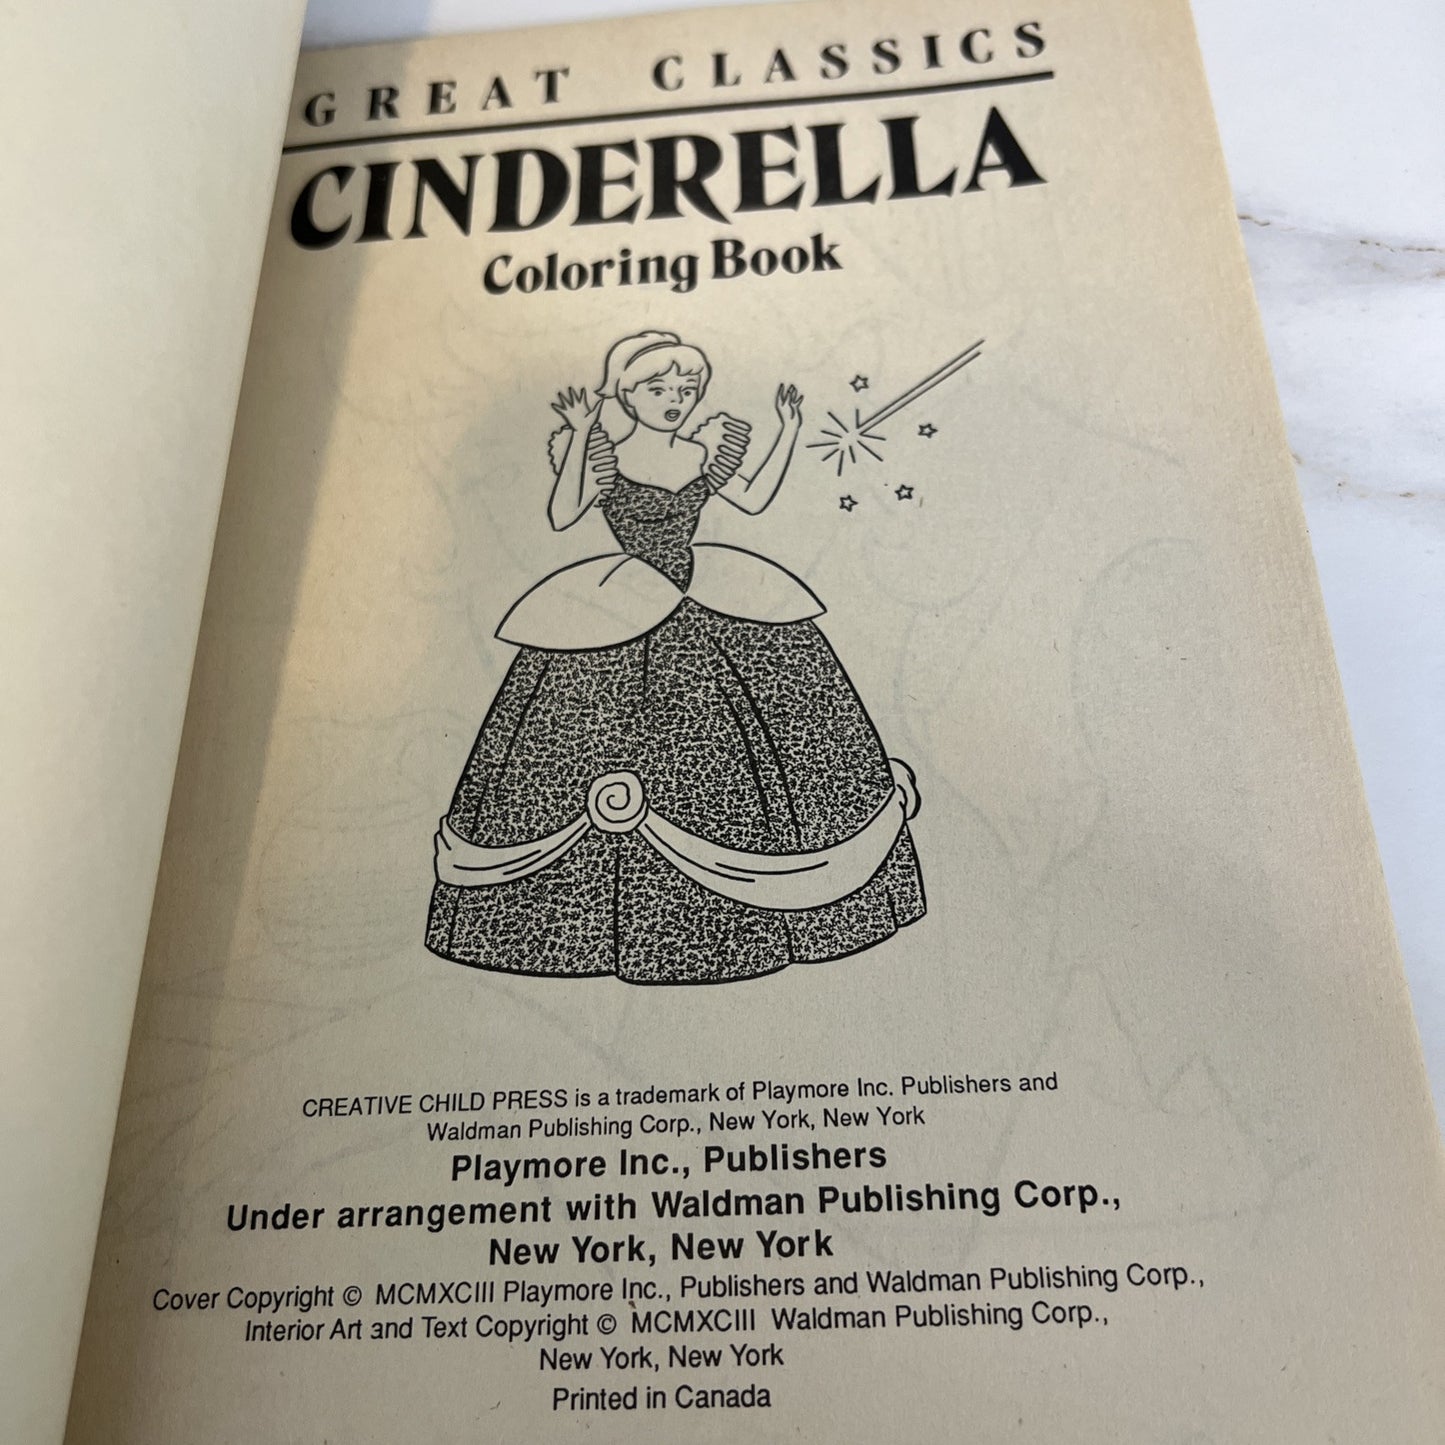 GREAT CLASSICS
CINDERELLA
Coloring Book
CREATIVE CHILD PRESS is a trademark of Playmore Inc. Publishers and
Waldman Publishing Corp., New York, New York
Playmore Inc., Publishers
Under arrangement with Waldman Publishing Corp.,
New York, New York
Cover Copyright © MCMXCIII Playmore Inc., Publishers and Waldman Publishing Corp.,
Interior Art and Text Copyright © MCMXCIII Waldman Publishing Corp.,
New York, New York
Printed in Canada